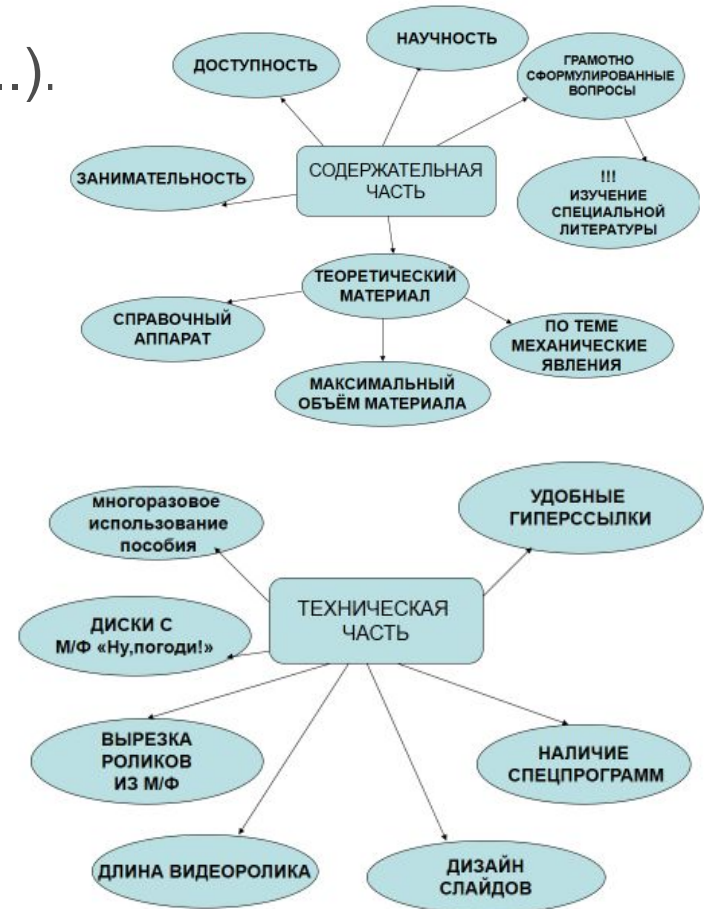 ..).
НАУЧНОСТЬ
ДОСТУПНОСТЬ
ГРАМОТНО
СФОРМУЛИРОВАННЫЕ
ВОПРОСЫ
ЗАНИМАТЕЛЬНОСТЬ
СОДЕРЖАТЕЛЬНАЯ
ЧАСТЬ
!!!
ИЗУЧЕНИЕ
СПЕЦИАЛЬНОЙ
ЛИТЕРАТУРЫ
ТЕОРЕТИЧЕСКИЙ
МАТЕРИАЛ
СПРАВОЧНЫЙ
АППАРАТ
ПО ТЕМЕ
МЕХАНИЧЕСКИЕ
ЯВЛЕНИЯ
МАКСИМАЛЬНЫЙ
ОБЪЁМ МАТЕРИАЛА
многоразовое
использование
пособия
УДОБНЫЕ
ГИПЕРССЫЛКИ
ТЕХНИЧЕСКАЯ
ЧАСТЬ
ДИСКИ С
М/Ф «Ну,погоди!»
ВЫРЕЗКА
РОЛИКОВ
ИЗ М/Ф
НАЛИЧИЕ
СПЕЦПРОГРАММ
ДЛИНА ВИДЕОРОЛИКА
ДИЗАЙН
СЛАЙДОВ